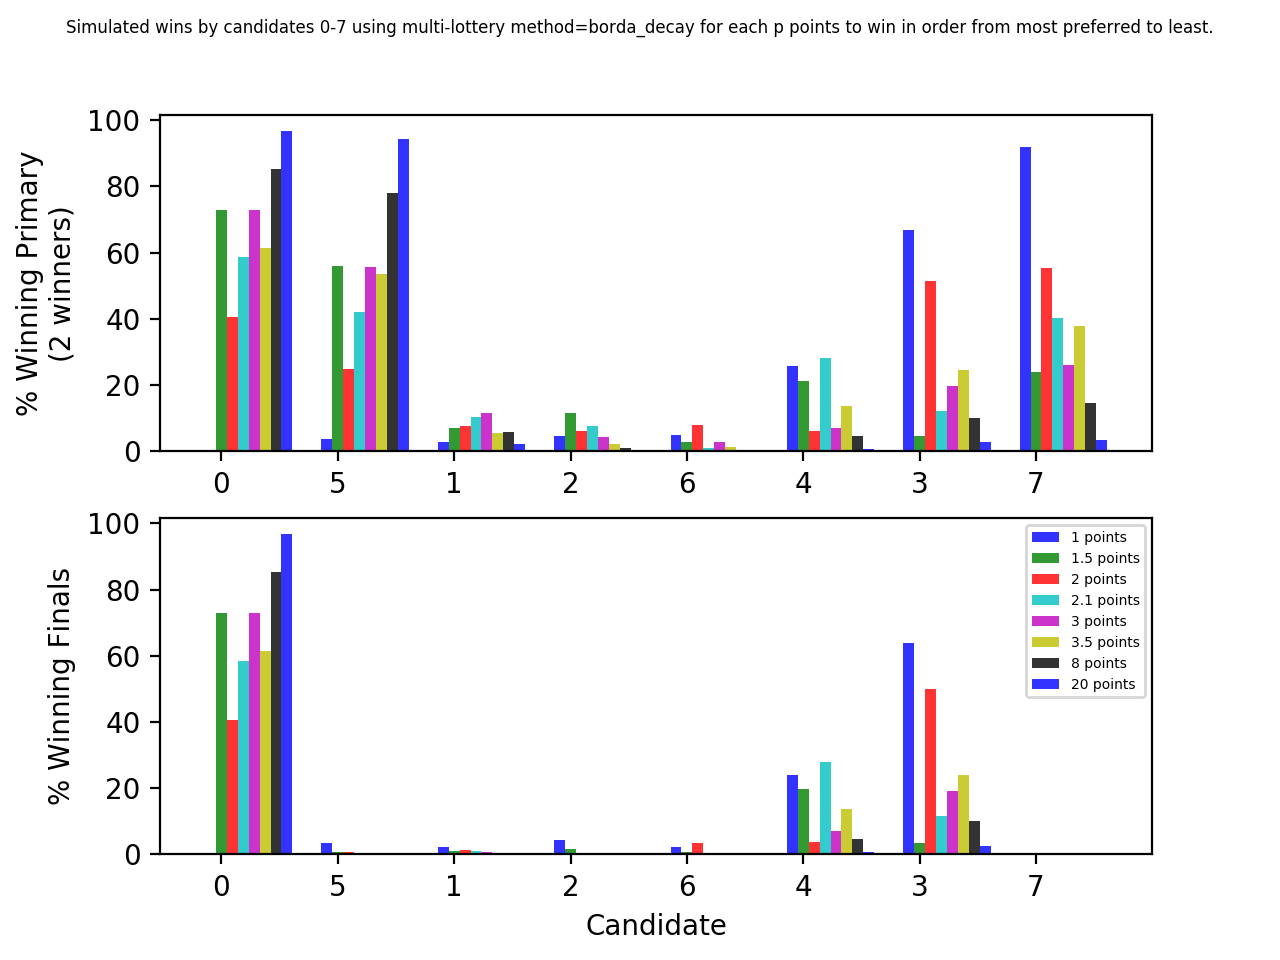 Simulated wins by candidates 0-7 using multi-lottery method=borda_decay for each p points to win in order from most preferred to least.
% Winning Primary
(2 winners)
100
80
60
40
20
0
0 5 1 2 6 4 3 7
% Winning Finals
100
80
60
40
20
0
1 points
1.5 points
2 points
2.1 points
3 points
3.5 points
8 points
20 points
0 5 1 2 6 4 3 7
Candidate